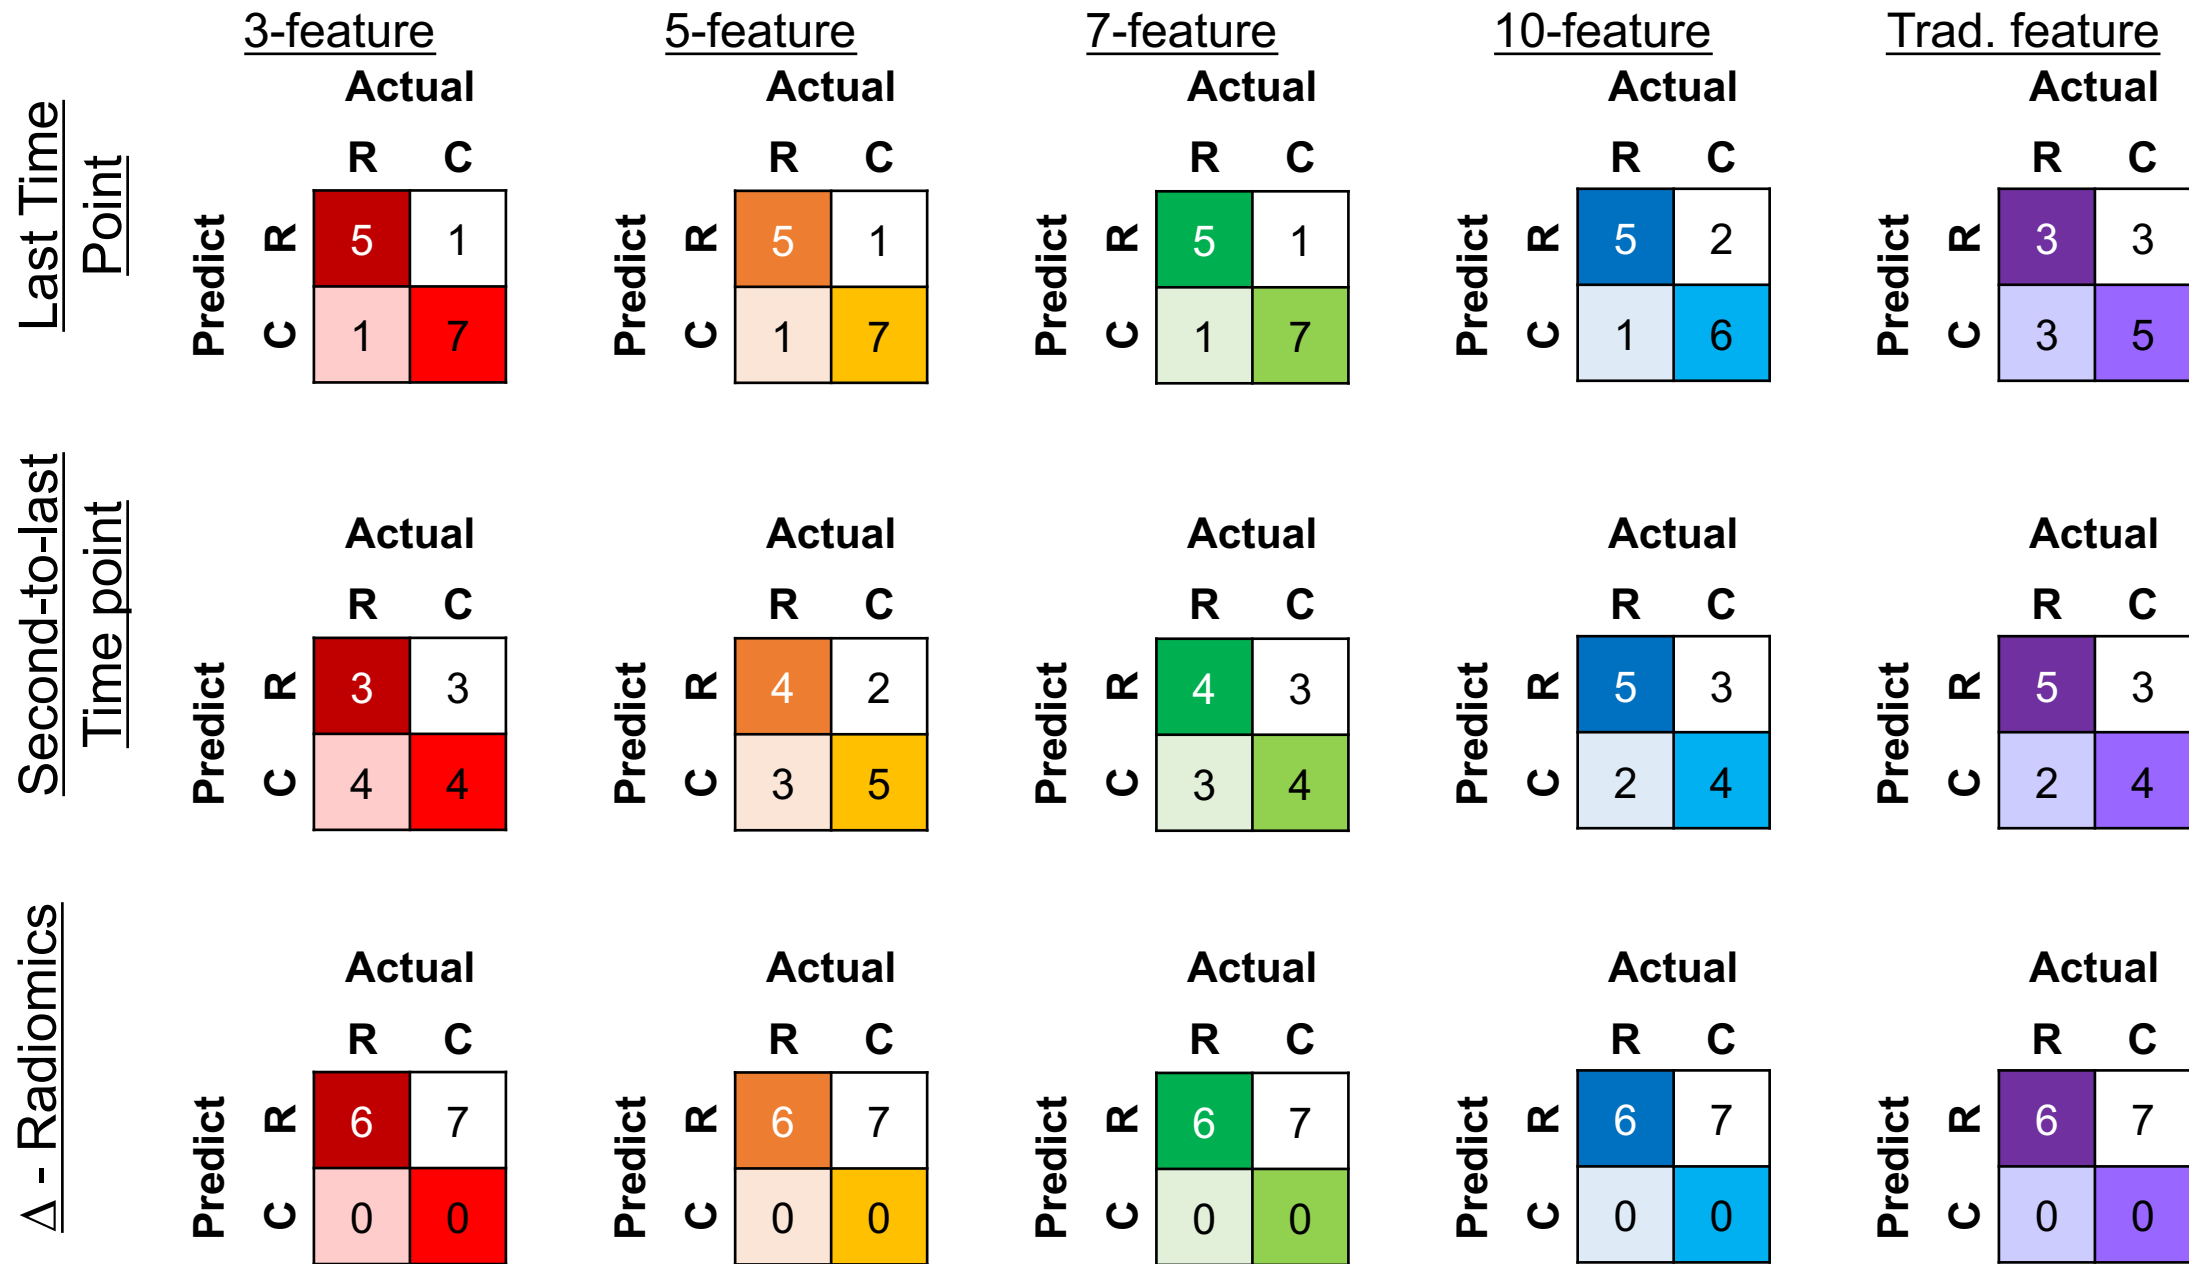 3-feature 5-feature 7-feature 10-feature Trad. feature
Last Time
Point
Actual Actual Actual Actual Actual
R C R C R C R C R C
Predict Predict Predict Predict Predict
R 5 1 R 5 1 R 5 1 R 5 2 R 3 3
C 1 7 C 1 7 C 1 7 C 1 6 C 3 5
Second-to-last
Time point
Actual Actual Actual Actual Actual
R C R C R C R C R C
Predict Predict Predict Predict Predict
R 3 3 R 4 2 R 4 3 R 5 3 R 5 3
C 4 4 C 3 5 C 3 4 C 2 4 C 2 4
Δ - Radiomics
Actual Actual Actual Actual Actual
R C R C R C R C R C
Predict Predict Predict Predict Predict
R 6 7 R 6 7 R 6 7 R 6 7 R 6 7
C 0 0 C 0 0 C 0 0 C 0 0 C 0 0